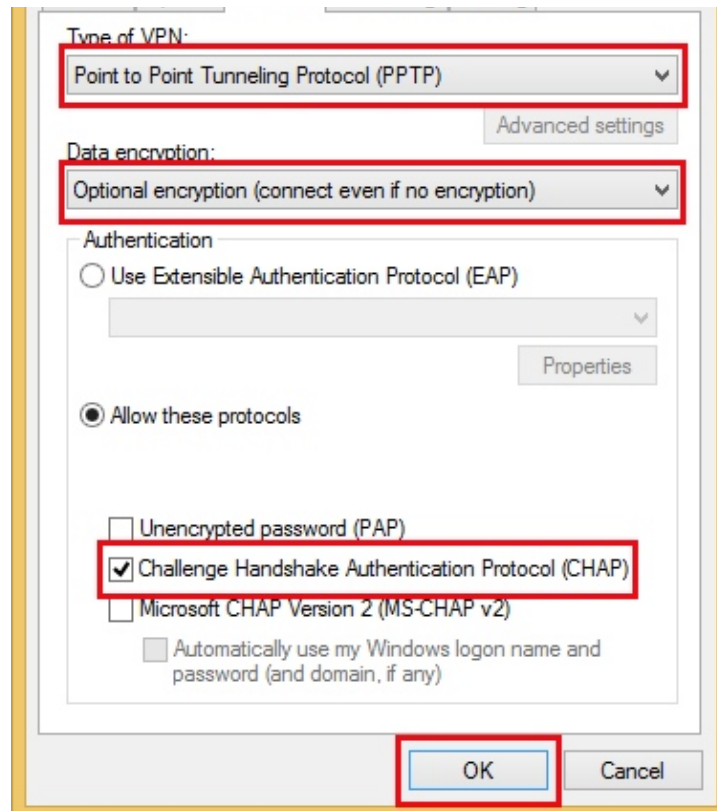 Type of VPN:
Point to Point Tunneling Protocol (PPTP)
Advanced settings
Data encryption:
Optional encryption (connect even if no encryption)
Authentication
Use Extensible Authentication Protocol (EAP)
Properties
Allow these protocols
Unencrypted password (PAP)
Challenge Handshake Authentication Protocol (CHAP)
Microsoft CHAP Version 2 (MS-CHAP v2)
Automatically use my Windows logon name and
password (and domain, if any)
OK
Cancel